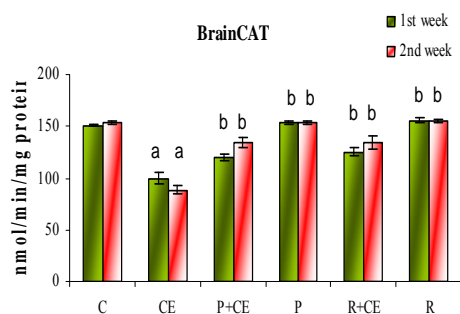 1st week
2nd week
BrainCAT
nmol/min/mg protein
200
150
100
50
0
a a
b b
b b
b b
b b
C CE P+CE P R+CE R